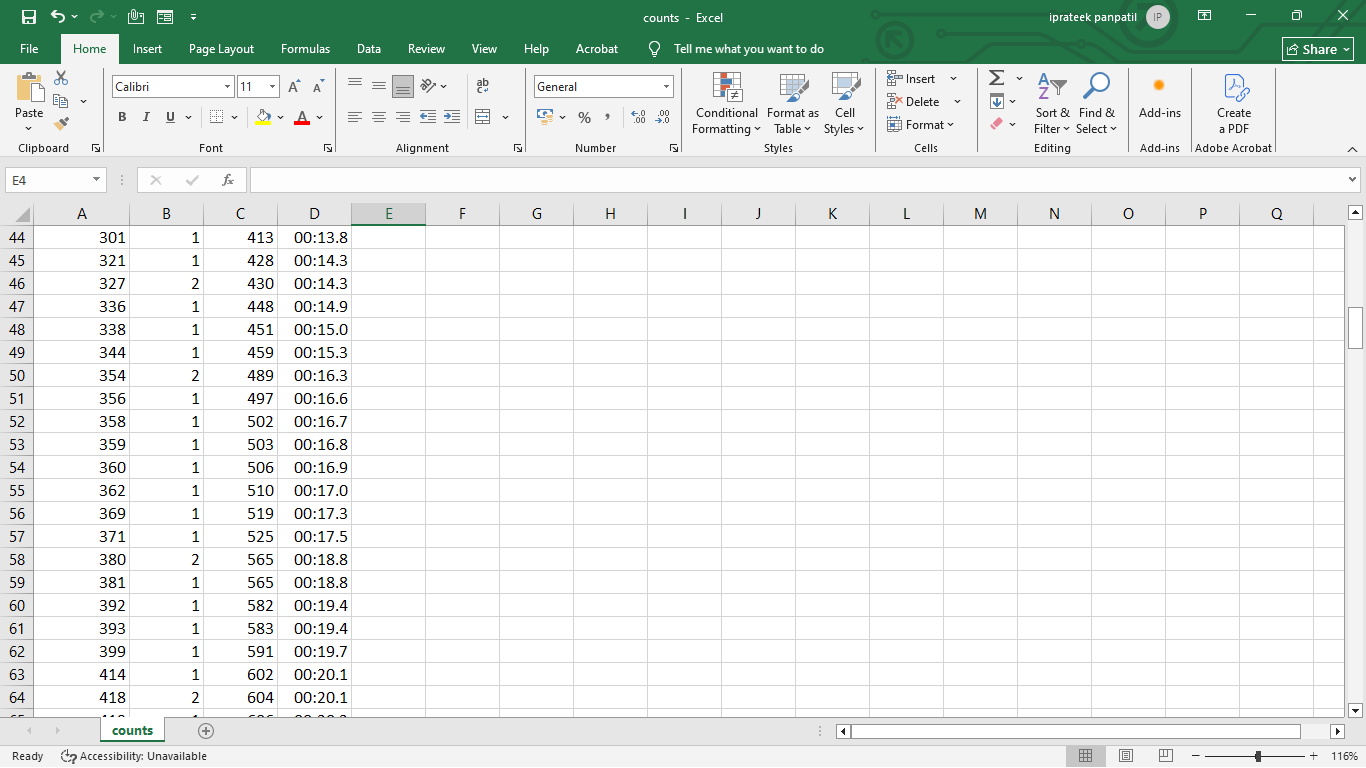 counts - Excel
iprateek panpatil
IP
File Home Insert Page Layout Formulas Data Review View Help Acrobat Tell me what you want to do
Share
Paste
Clipboard
Calibri 11
B I U
Font
Alignment
General
Number
Conditional Formatting
Format as Table
Cell Styles
Styles
Insert
Delete
Format
Cells
Sort & Filter
Find & Select
Editing
Add-ins
Add-ins
Create a PDF
Adobe Acrobat
E4
fx
A B C D E F G H I J K L M N O P Q
44 301 1 413 00:13.8
45 321 1 428 00:14.3
46 327 2 430 00:14.3
47 336 1 448 00:14.9
48 338 1 451 00:15.0
49 344 1 459 00:15.3
50 354 2 489 00:16.3
51 356 1 497 00:16.6
52 358 1 502 00:16.7
53 359 1 503 00:16.8
54 360 1 506 00:16.9
55 362 1 510 00:17.0
56 369 1 519 00:17.3
57 371 1 525 00:17.5
58 380 2 565 00:18.8
59 381 1 565 00:18.8
60 392 1 582 00:19.4
61 393 1 583 00:19.4
62 399 1 591 00:19.7
63 414 1 602 00:20.1
64 418 2 604 00:20.1
counts
Ready Accessibility: Unavailable
116%